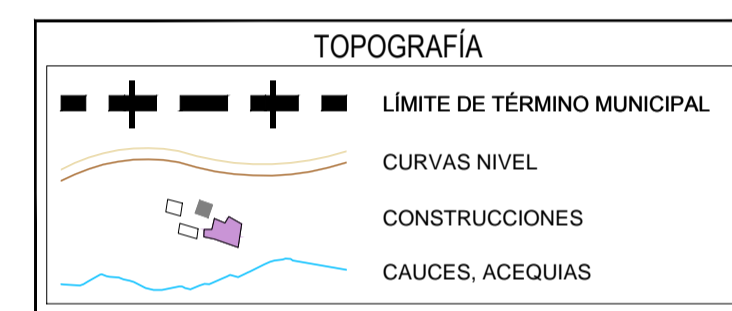 TOPOGRAFÍA
LÍMITE DE TÉRMINO MUNICIPAL
CURVAS NIVEL
CONSTRUCCIONES
CAUCES, ACEQUIAS